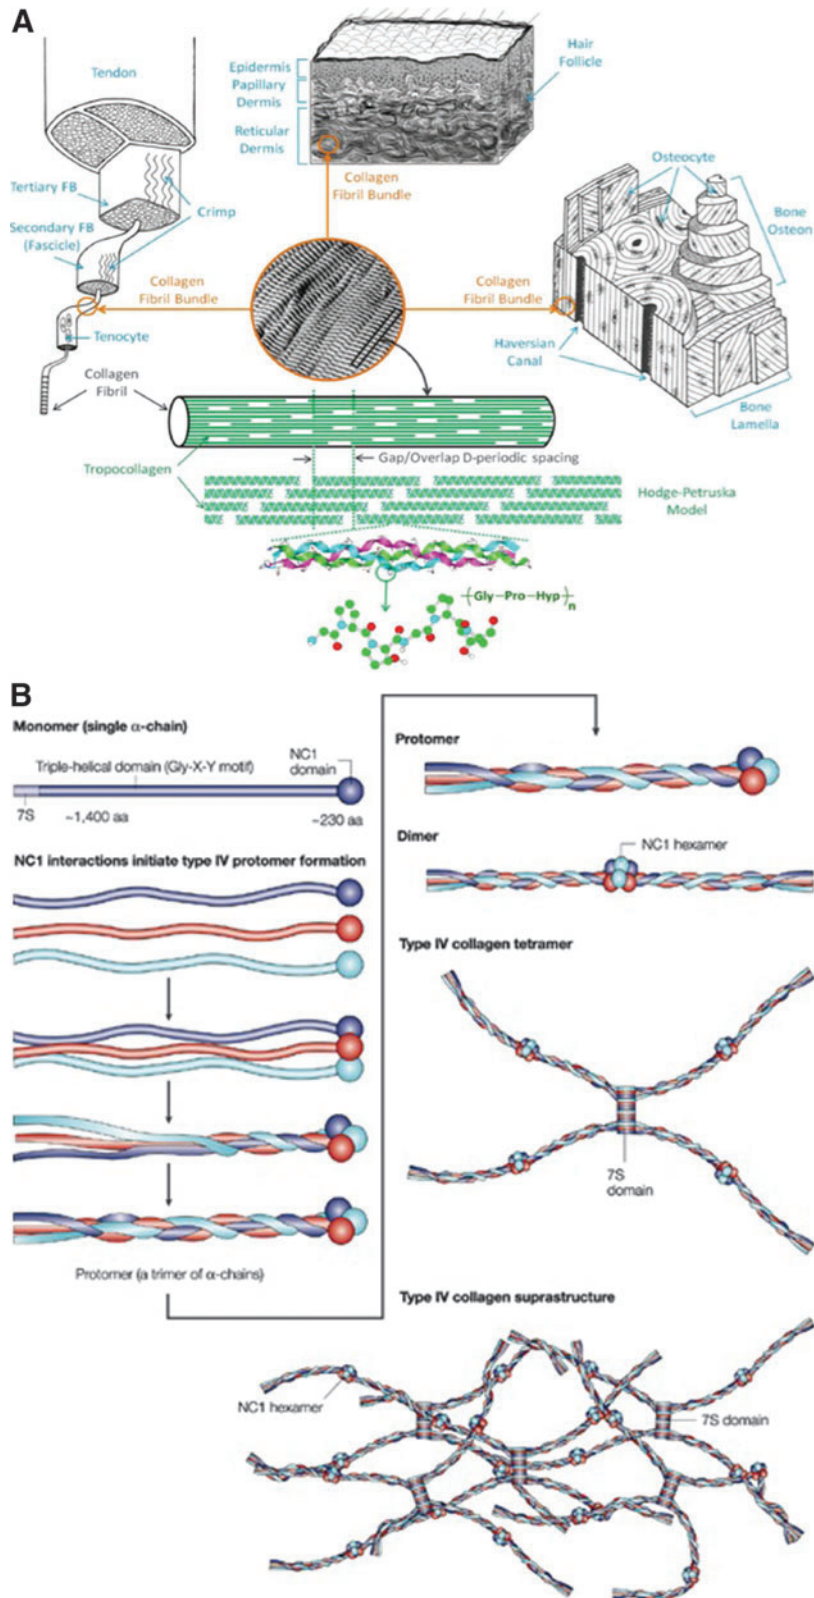 A
Tendon
Tertiary FB
Crimp
Secondary FB
(Fascicle)
Tenocyte
Collagen
Fibril
Epidermis
Papillary
Dermis
Reticular
Dermis
Hair
Follicle
Collagen
Fibril Bundle
Collagen
Fibril Bundle
Collagen
Fibril Bundle
Osteocyte
Bone
Osteon
Haversian
Canal
Bone
Lamella
Tropocollagen
Gap/Overlap D-periodic spacing
Hodge-Petruska
Model
(Gly-Pro-Hyp)n
B
Monomer (single α-chain)
Triple-helical domain (Gly-X-Y motif)
NC1
domain
7S
~1,400 aa
~230 aa
NC1 interactions initiate type IV protomer formation
Protomer (a trimer of α-chains)
Protomer
Dimer
NC1 hexamer
Type IV collagen tetramer
7S
domain
Type IV collagen suprastructure
NC1 hexamer
7S domain